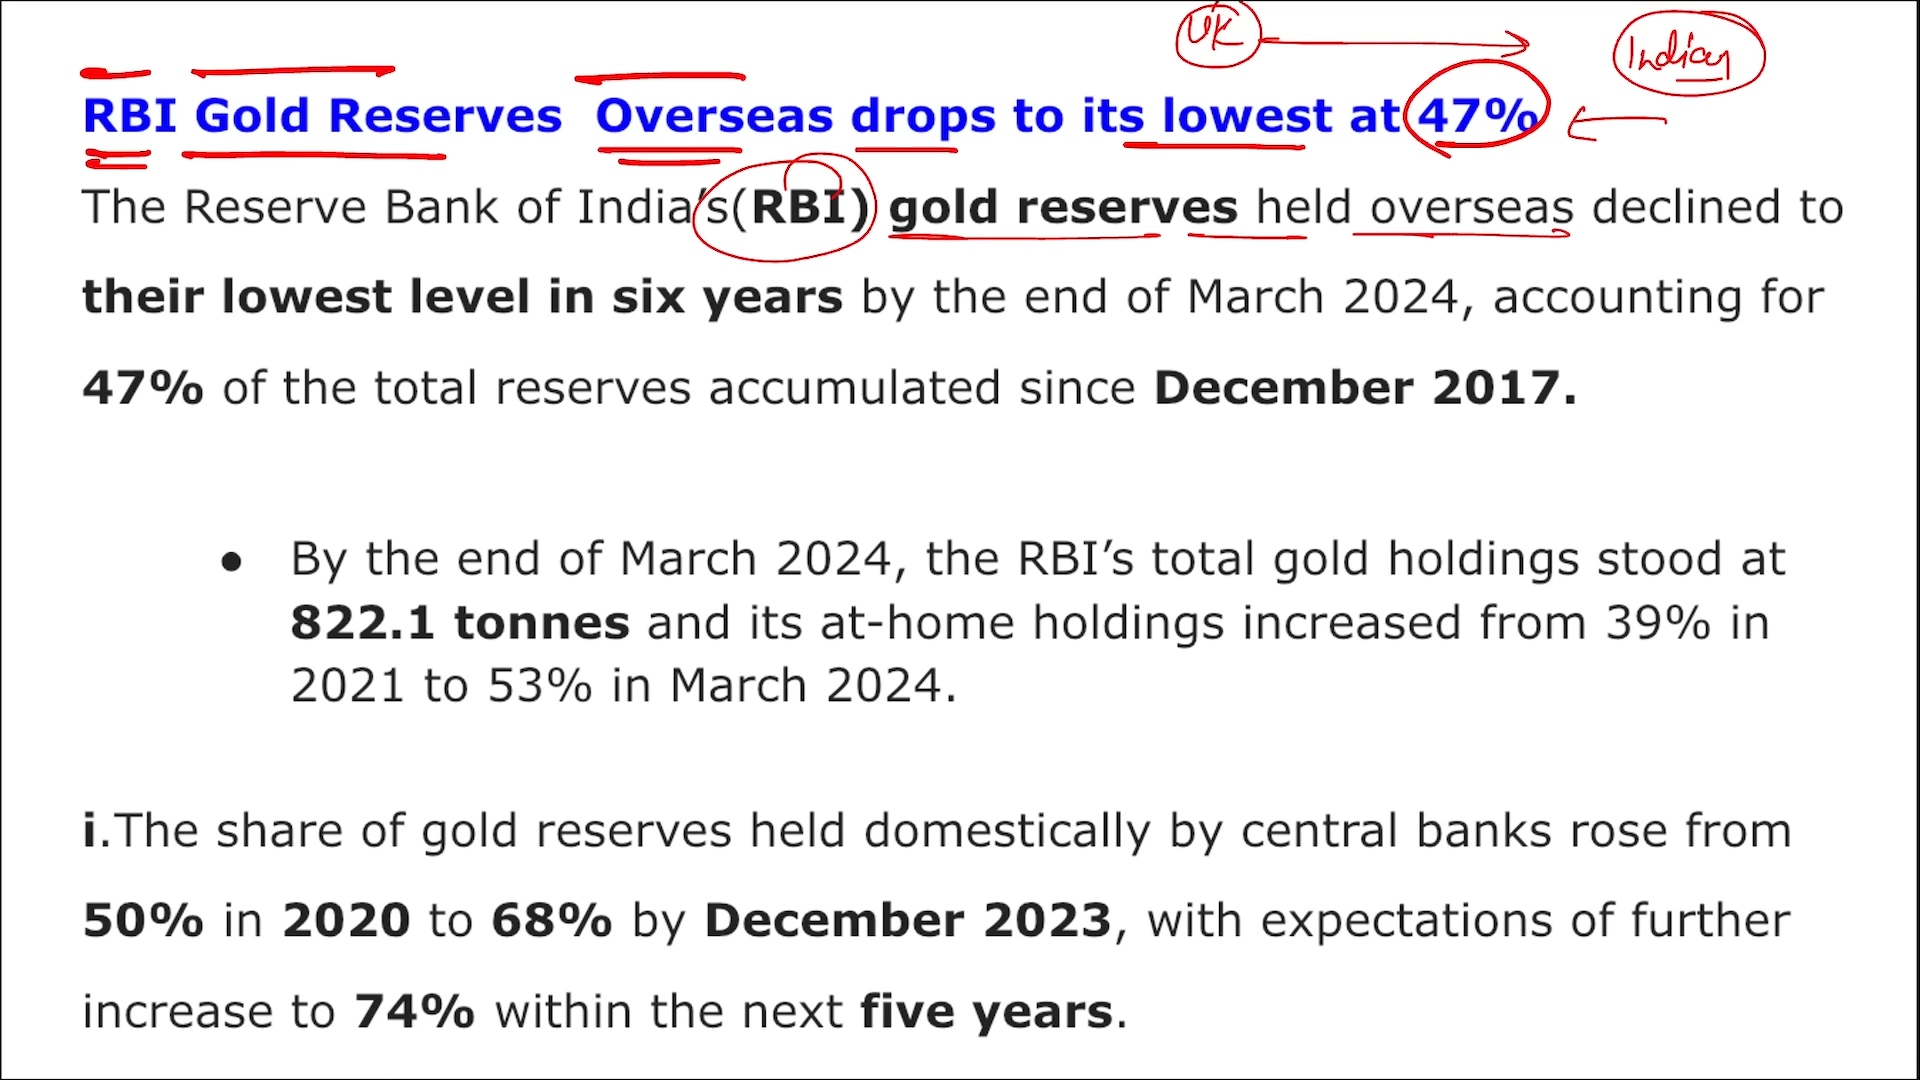 UK
RBI Gold Reserves Overseas drops to its lowest at 47%
The Reserve Bank of India's(RBI) gold reserves held overseas declined to
their lowest level in six years by the end of March 2024, accounting for
47% of the total reserves accumulated since December 2017.
● By the end of March 2024, the RBI’s total gold holdings stood at
822.1 tonnes and its at-home holdings increased from 39% in
2021 to 53% in March 2024.
i.The share of gold reserves held domestically by central banks rose from
50% in 2020 to 68% by December 2023, with expectations of further
increase to 74% within the next five years.